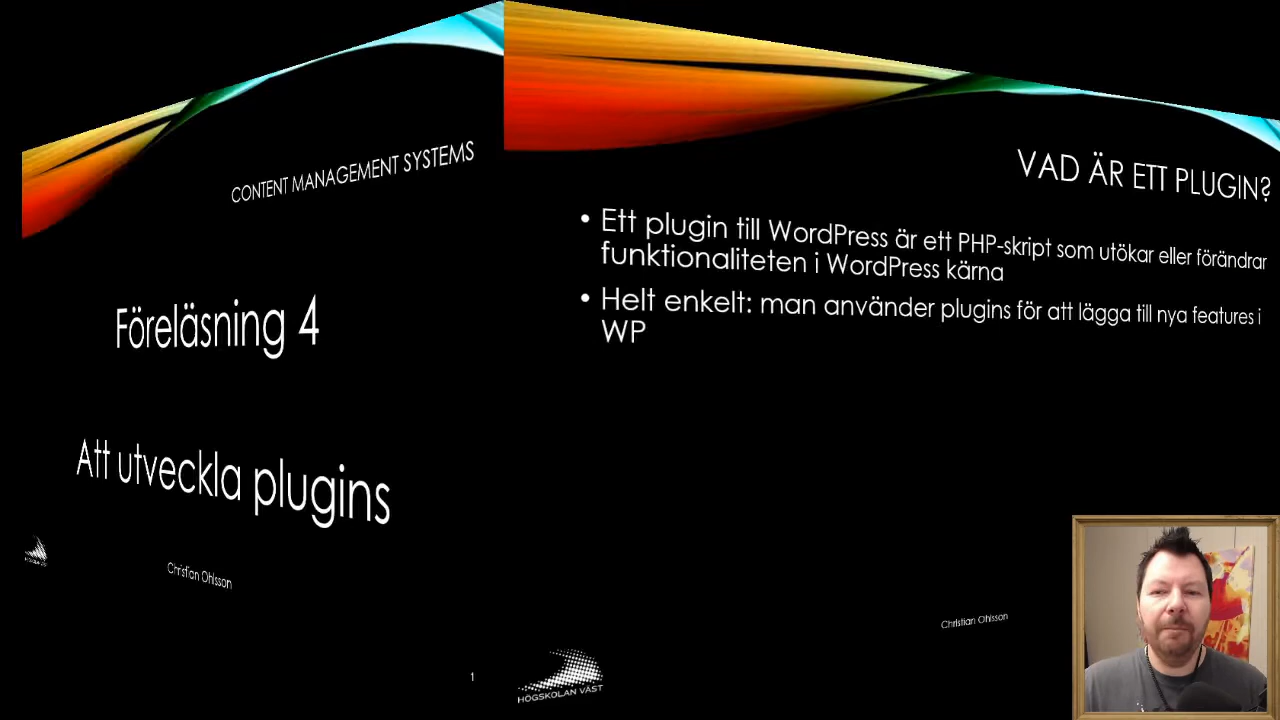 CONTENT MANAGEMENT SYSTEMS
Föreläsning 4
Att utveckla plugins
Christian Ohlsson
1
VAD ÄR ETT PLUGIN?
• Ett plugin till WordPress är ett PHP-skript som utökar eller förändrar
funktionaliteten i WordPress kärna
• Helt enkelt: man använder plugins för att lägga till nya features i
WP
Christian Ohlsson
HÖGSKOLAN VÄST